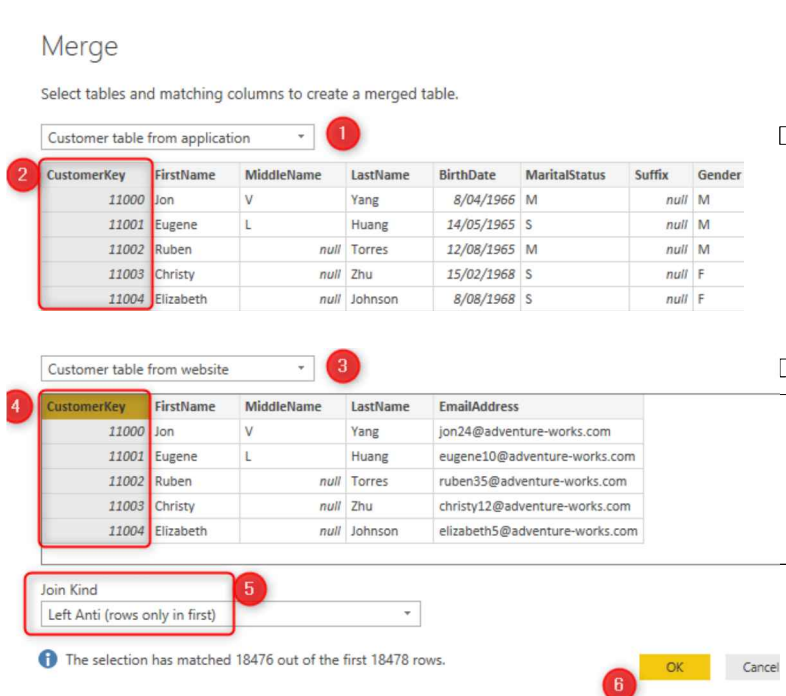 Merge
Select tables and matching columns to create a merged table.
Customer table from application 1
2 CustomerKey FirstName MiddleName LastName BirthDate MaritalStatus Suffix Gender
11000 Jon V Yang 8/04/1966 M null M
11001 Eugene L Huang 14/05/1965 S null M
11002 Ruben null Torres 12/08/1965 M null M
11003 Christy null Zhu 15/02/1968 S null F
11004 Elizabeth null Johnson 8/08/1968 S null F
Customer table from website 3
4 CustomerKey FirstName MiddleName LastName EmailAddress
11000 Jon V Yang jon24@adventure-works.com
11001 Eugene L Huang eugene10@adventure-works.com
11002 Ruben null Torres ruben35@adventure-works.com
11003 Christy null Zhu christy12@adventure-works.com
11004 Elizabeth null Johnson elizabeth5@adventure-works.com
Join Kind 5
Left Anti (rows only in first)
The selection has matched 18476 out of the first 18478 rows.
6 OK Cancel